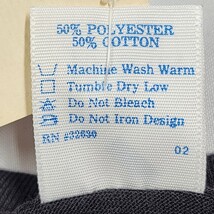 50% POLYESTER
50% COTTON
Machine Wash Warm
Tumble Dry Low
Do Not Bleach
Do Not Iron Design
RN #32630
02